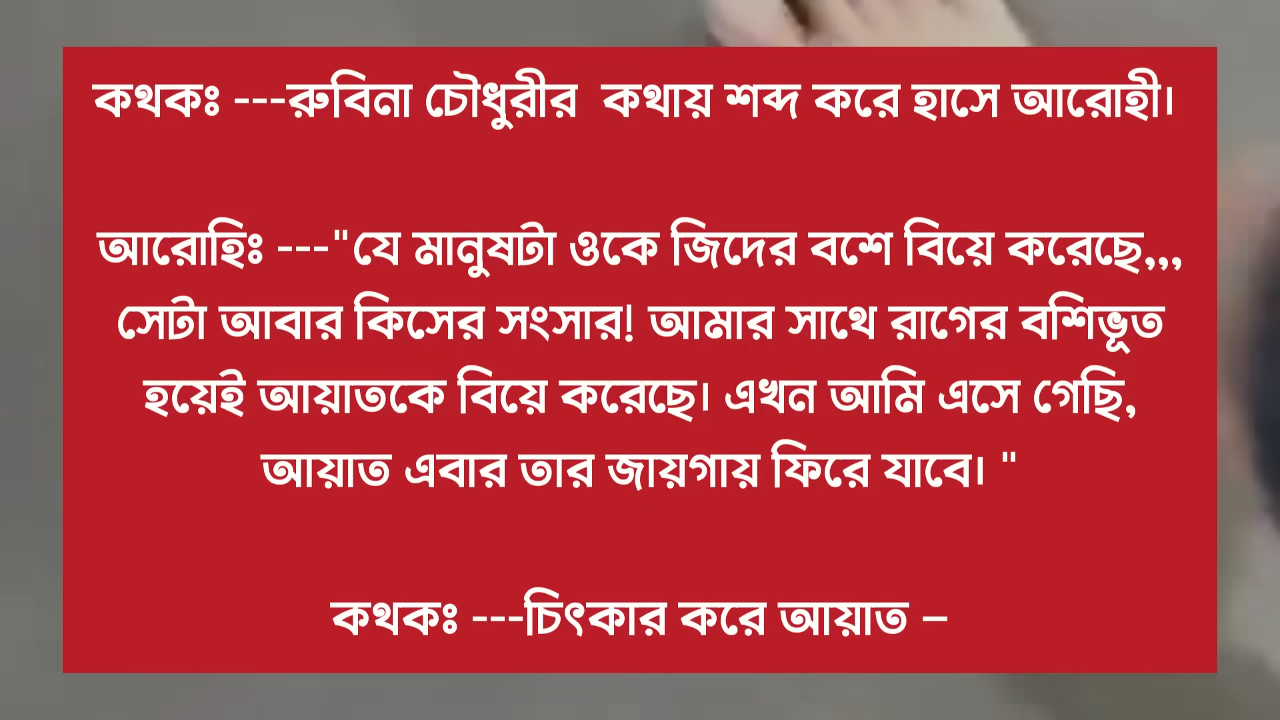 কথকঃ ---রুবিনা চৌধুরীর  কথায় শব্দ করে হাসে আরোহী।
আরোহিঃ ---"যে মানুষটা ওকে জিদের বশে বিয়ে করেছে,,,
সেটা আবার কিসের সংসার! আমার সাথে রাগের বশিভূত
হয়েই আয়াতকে বিয়ে করেছে। এখন আমি এসে গেছি,
আয়াত এবার তার জায়গায় ফিরে যাবে। "
কথকঃ ---চিৎকার করে আয়াত –